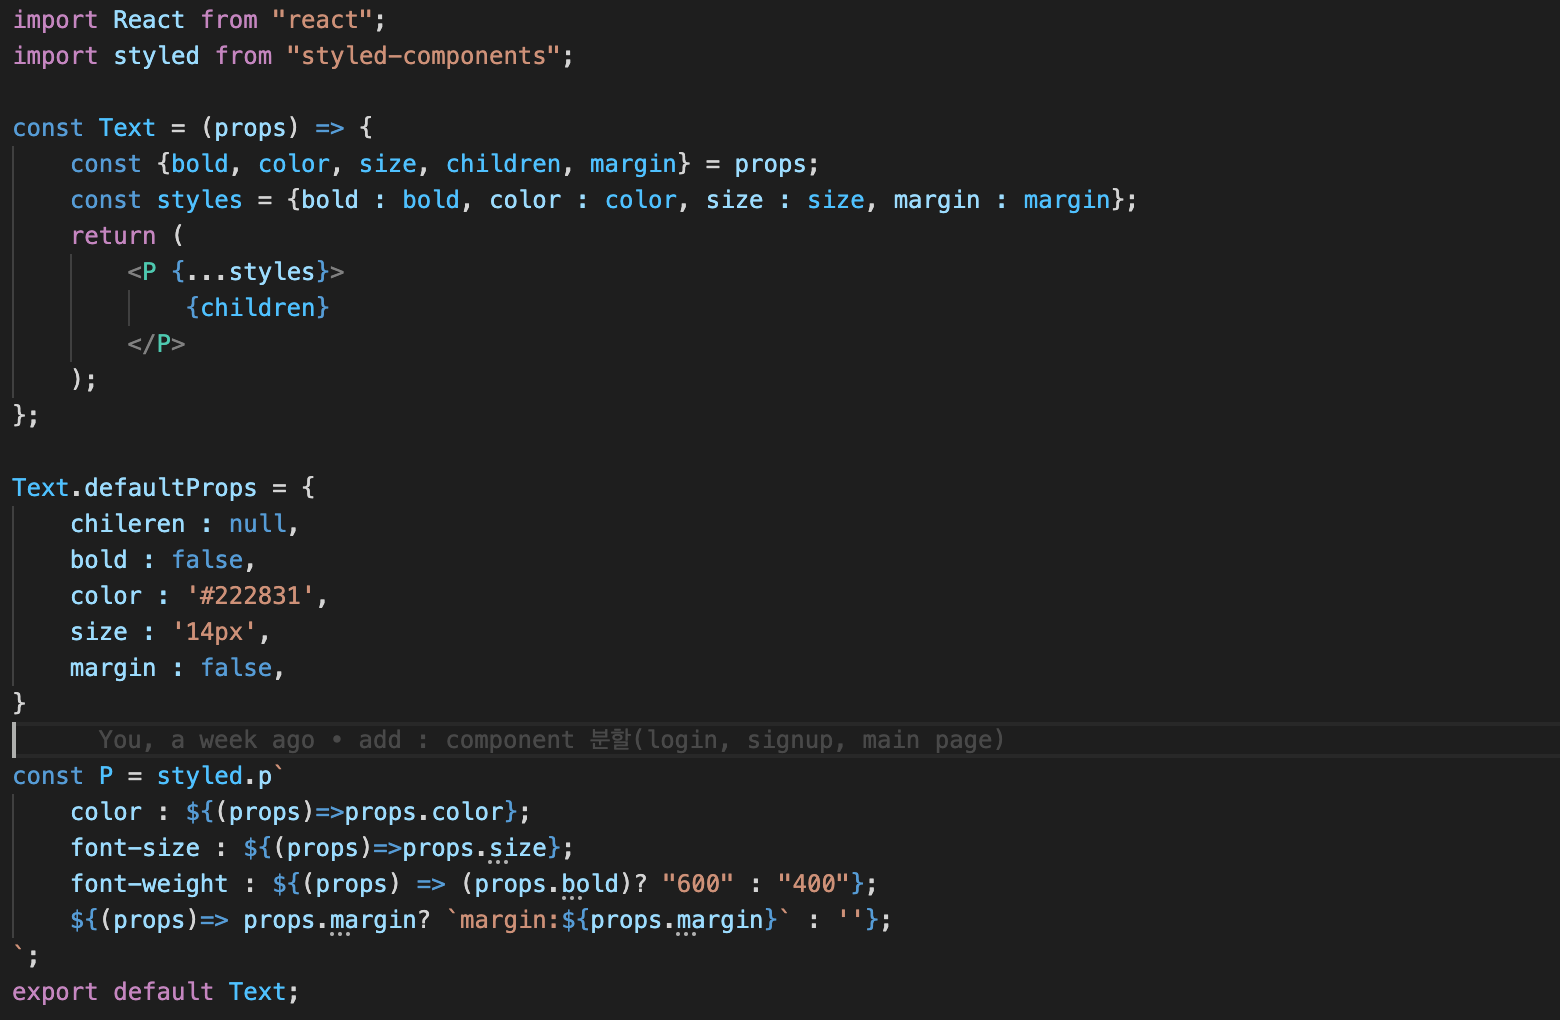 import React from "react";
import styled from "styled-components";
const Text = (props) => {
const {bold, color, size, children, margin} = props;
const styles = {bold : bold, color : color, size : size, margin : margin};
return (
<P {...styles}>
{children}
</P>
);
};
Text.defaultProps = {
chileren : null,
bold : false,
color : '#222831',
size : '14px',
margin : false,
}
You, a week ago • add : component 분할(login, signup, main page)
const P = styled.p`
color : ${(props)=>props.color};
font-size : ${(props)=>props.size};
font-weight : ${(props) => (props.bold)? "600" : "400"};
${(props)=> props.margin? `margin:${props.margin}` : ''};
`;
export default Text;